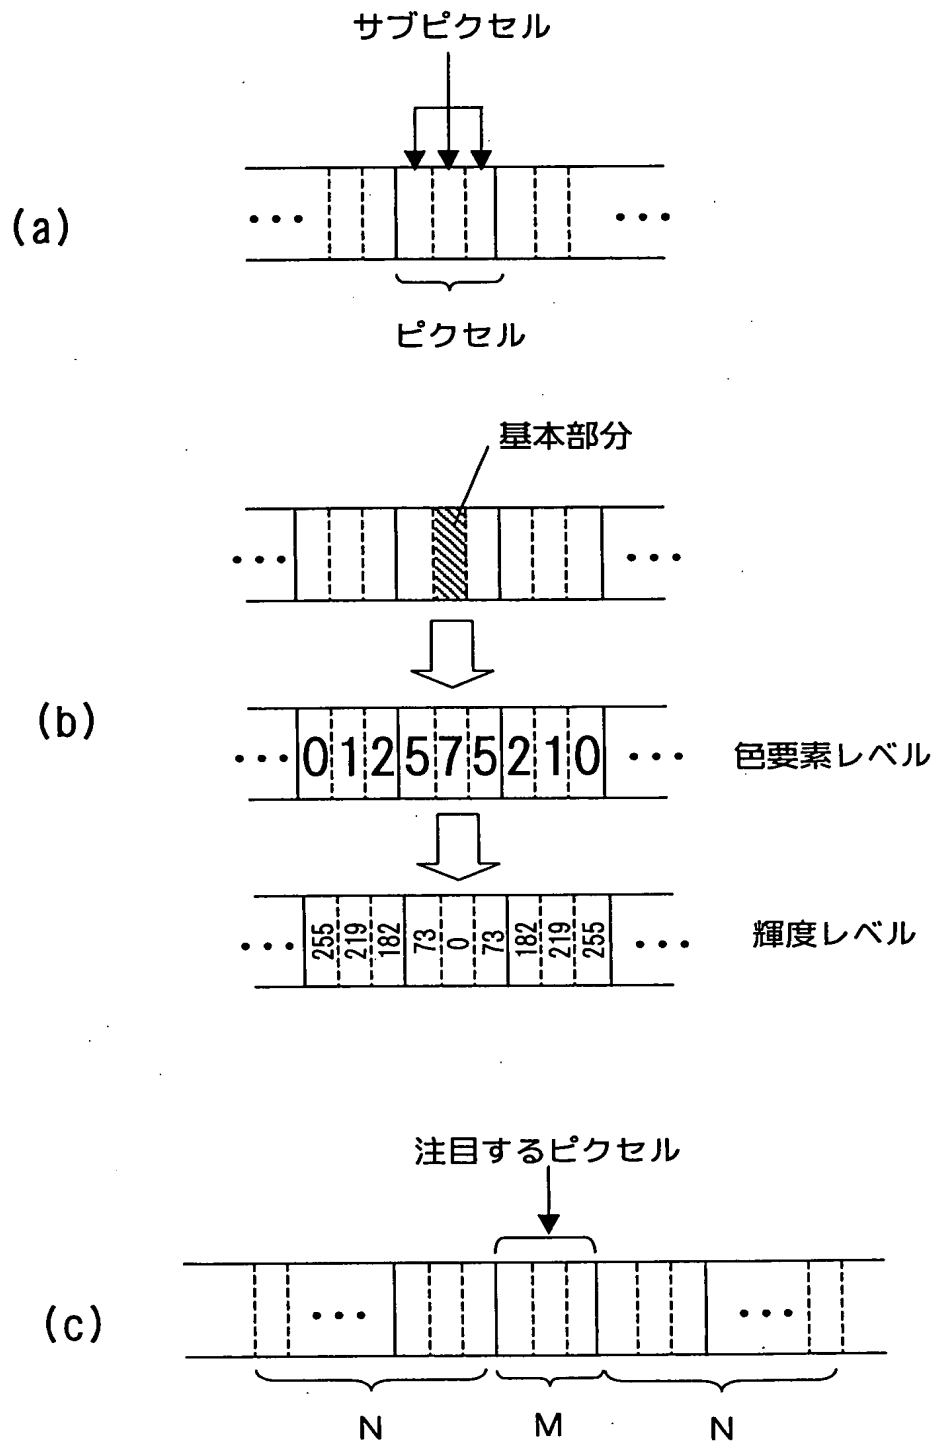 サブピクセル
(a)
••• •••
ピクセル
基本部分
••• •••
(b)
••• 0 1 2 5 7 5 2 1 0 ••• 色要素レベル
••• 255 219 182 73 0 73 182 219 255 ••• 輝度レベル
注目するピクセル
(c)
••• •••
N M N